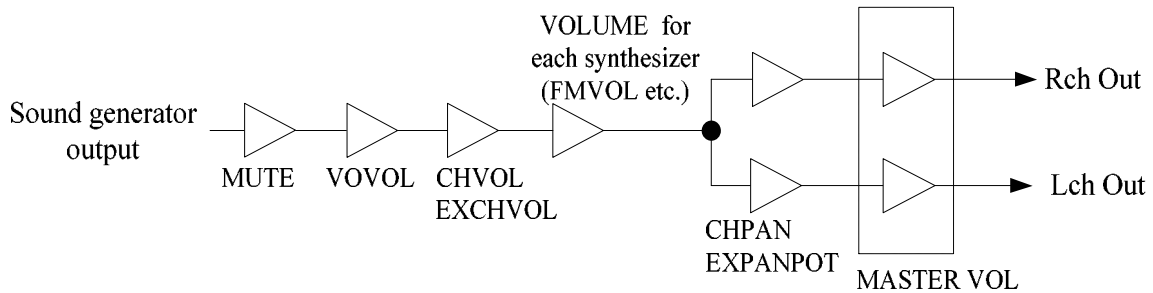 Sound generator
output
MUTE
VOVOL
CHVOL
EXCHVOL
VOLUME for
each synthesizer
(FMVOL etc.)
CHPAN
EXPANPOT
MASTER VOL
Rch Out
Lch Out